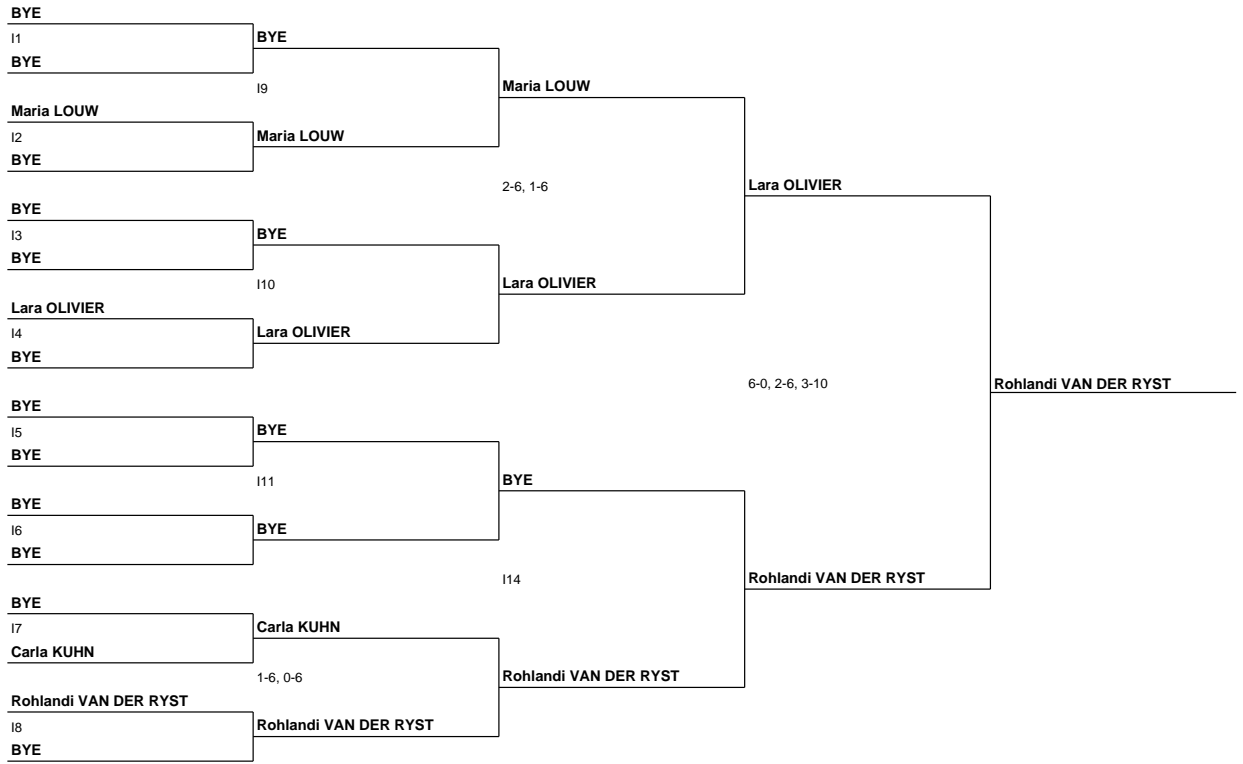 BYE
I1
BYE
BYE
I9
Maria LOUW
Maria LOUW
I2
Maria LOUW
BYE
2-6, 1-6
Lara OLIVIER
BYE
I3
BYE
BYE
I10
Lara OLIVIER
Lara OLIVIER
I4
Lara OLIVIER
BYE
6-0, 2-6, 3-10
Rohlandi VAN DER RYST
BYE
I5
BYE
BYE
I11
BYE
BYE
I6
BYE
BYE
I14
Rohlandi VAN DER RYST
BYE
I7
Carla KUHN
Carla KUHN
1-6, 0-6
Rohlandi VAN DER RYST
Rohlandi VAN DER RYST
I8
Rohlandi VAN DER RYST
BYE